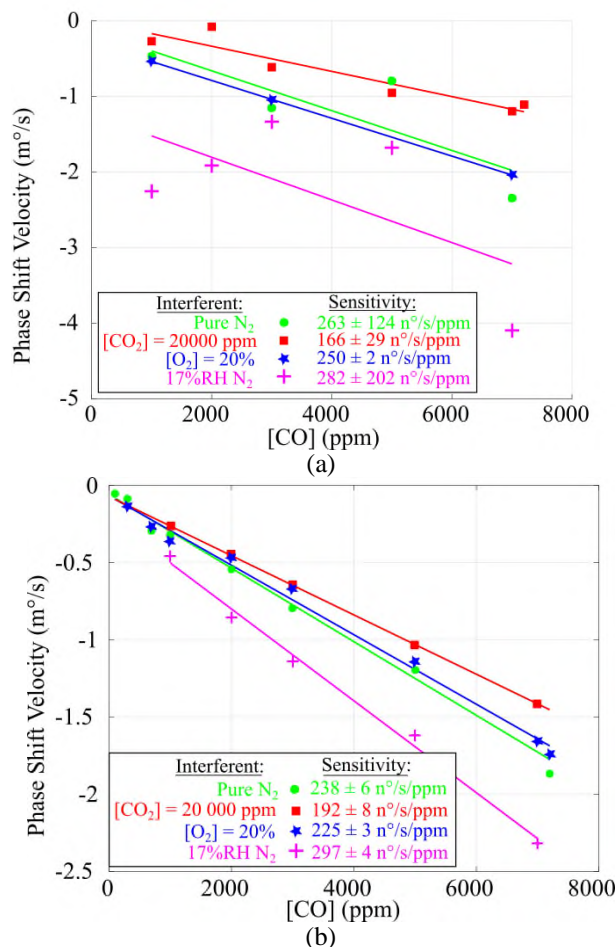 0
-1
-2
-3
-4
-5
Phase Shift Velocity (m°/s)
Interferent: Sensitivity:
Pure N₂ 263 ± 124 n°/s/ppm
[CO₂] = 20000 ppm 166 ± 29 n°/s/ppm
[O₂] = 20% 250 ± 2 n°/s/ppm
17%RH N₂ 282 ± 202 n°/s/ppm
0 2000 4000 6000 8000
[CO] (ppm)
(a)
0
-0.5
-1
-1.5
-2
-2.5
Phase Shift Velocity (m°/s)
Interferent: Sensitivity:
Pure N₂ 238 ± 6 n°/s/ppm
[CO₂] = 20 000 ppm 192 ± 8 n°/s/ppm
[O₂] = 20% 225 ± 3 n°/s/ppm
17%RH N₂ 297 ± 4 n°/s/ppm
0 2000 4000 6000 8000
[CO] (ppm)
(b)